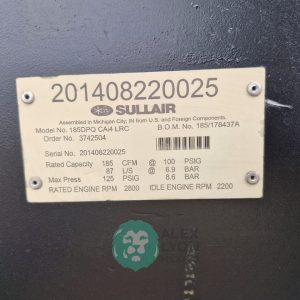 201408220025
SULLAIR
Assembled in Michigan City, IN from U.S. and Foreign Components.
Model No. 185DPQ CA4 LRC B.O.M. No. 185/178437A
Order No. 3742504
Serial No. 201408220025
Rated Capacity 185 CFM @ 100 PSIG
87 L/S @ 6.9 BAR
Max Press 125 PSIG
8.6 BAR
RATED ENGINE RPM 2800 IDLE ENGINE RPM 2200
ALEX